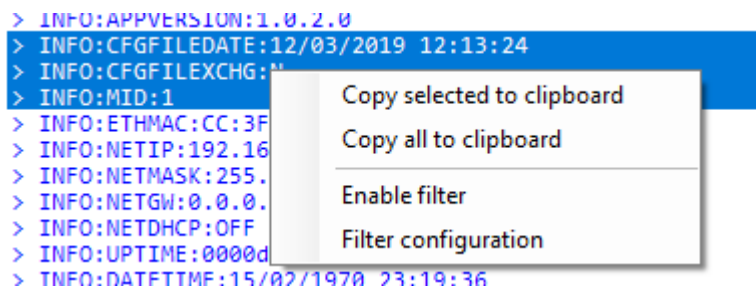 > INFO:APPVERSION:1.0.2.0
> INFO:CFGFILEDATE:12/03/2019 12:13:24
> INFO:CFGFILEXCHG:N
> INFO:MID:1
> INFO:ETHMAC:CC:3F
> INFO:NETIP:192.16
> INFO:NETMASK:255.
> INFO:NETGW:0.0.0.
> INFO:NETDHCP:OFF
> INFO:UPTIME:0000d
> INFO:DATETIME:15/02/1970 23:19:36
Copy selected to clipboard
Copy all to clipboard
Enable filter
Filter configuration